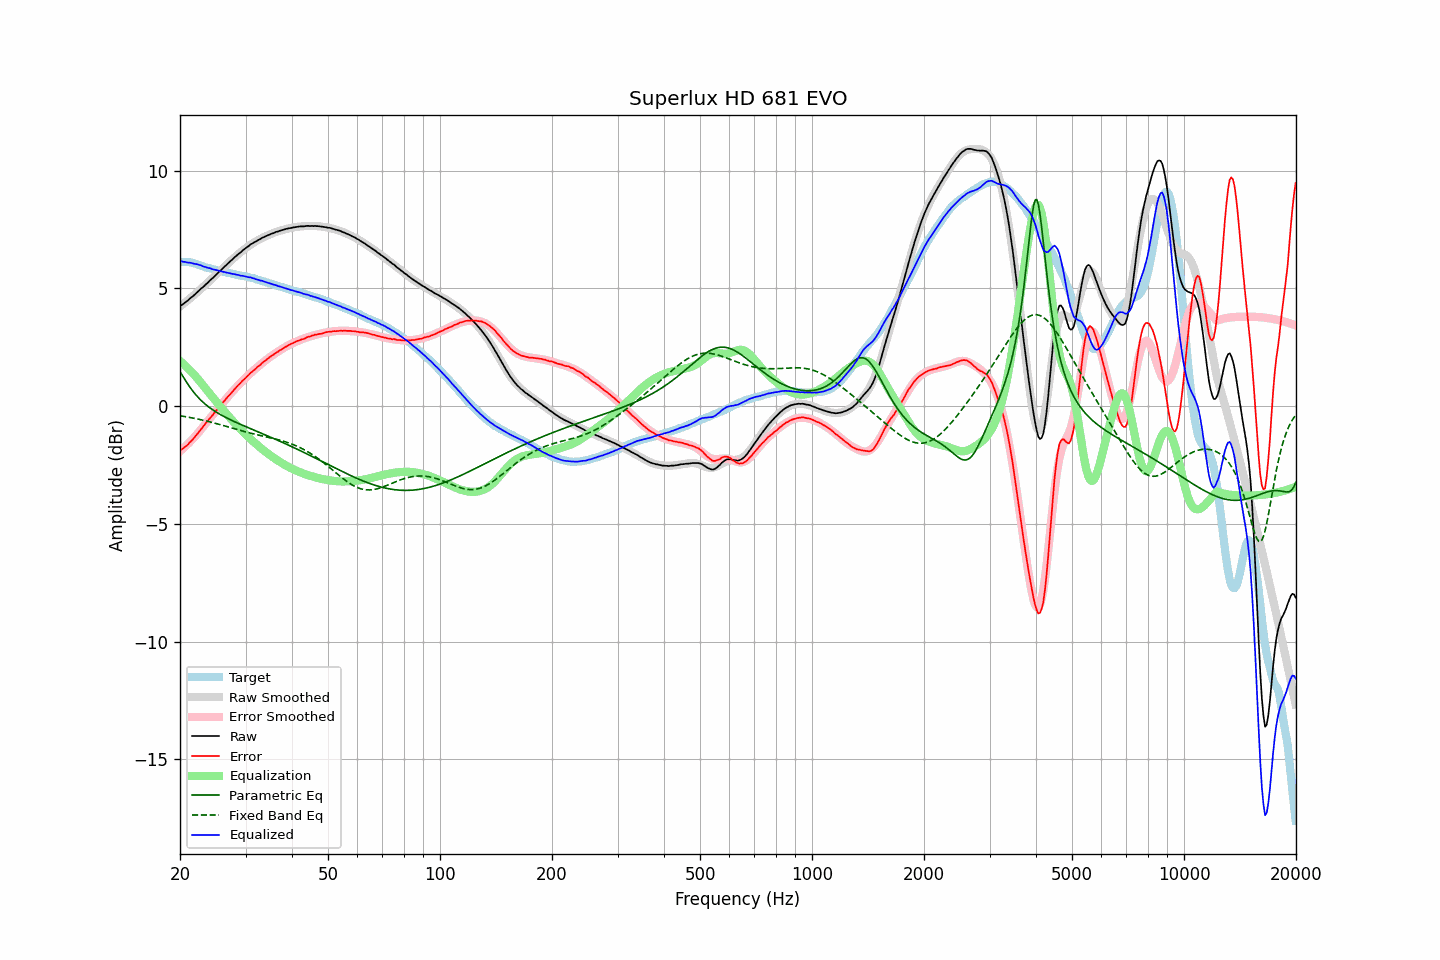 Superlux HD 681 EVO
Amplitude (dBr)
10
5
0
−5
−10
−15
Target
Raw Smoothed
Error Smoothed
Raw
Error
Equalization
Parametric Eq
Fixed Band Eq
Equalized
20 50 100 200 500 1000 2000 5000 10000 20000
Frequency (Hz)